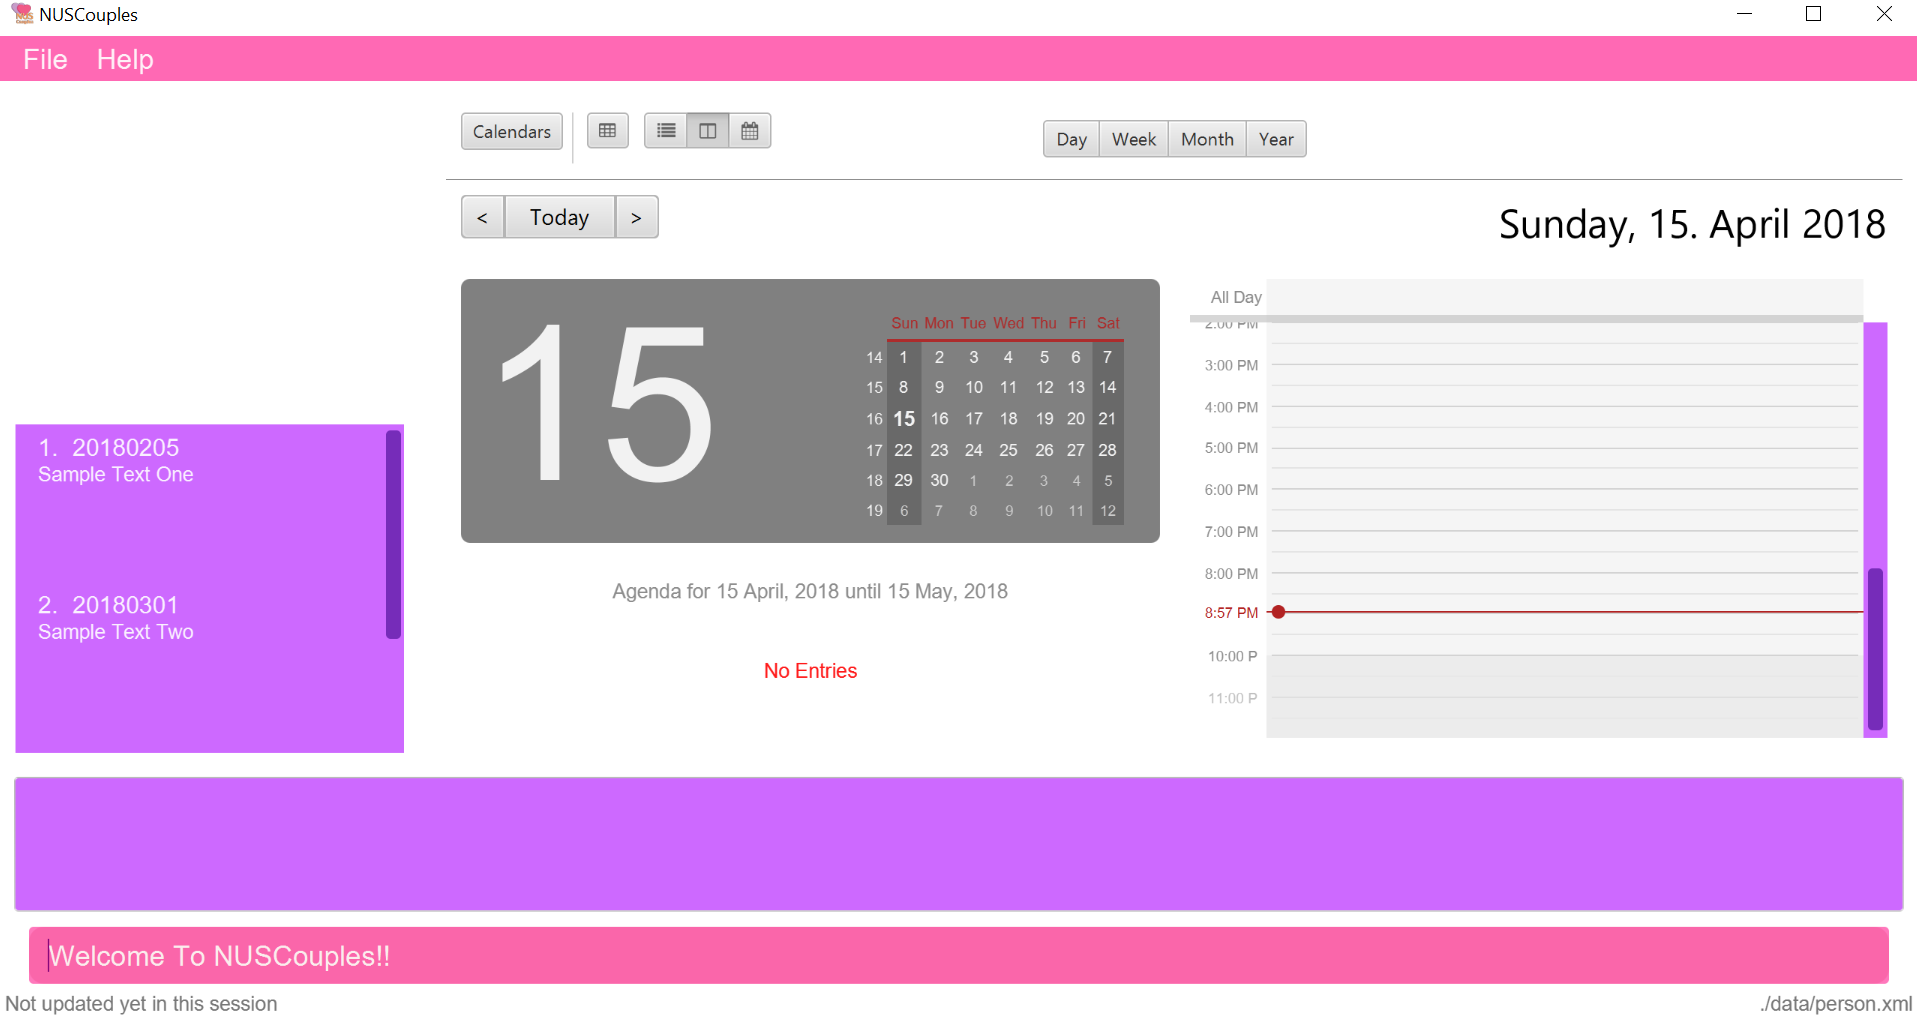 NUSCouples
File Help
Calendars
Day Week Month Year
< Today >
Sunday, 15. April 2018
1. 20180205
Sample Text One
2. 20180301
Sample Text Two
15
Sun Mon Tue Wed Thu Fri Sat
14 1 2 3 4 5 6 7
15 8 9 10 11 12 13 14
16 15 16 17 18 19 20 21
17 22 23 24 25 26 27 28
18 29 30 1 2 3 4 5
19 6 7 8 9 10 11 12
Agenda for 15 April, 2018 until 15 May, 2018
No Entries
All Day
2:00 PM
3:00 PM
4:00 PM
5:00 PM
6:00 PM
7:00 PM
8:00 PM
8:57 PM
10:00 P
11:00 P
Welcome To NUSCouples!!
Not updated yet in this session
./data/person.xml